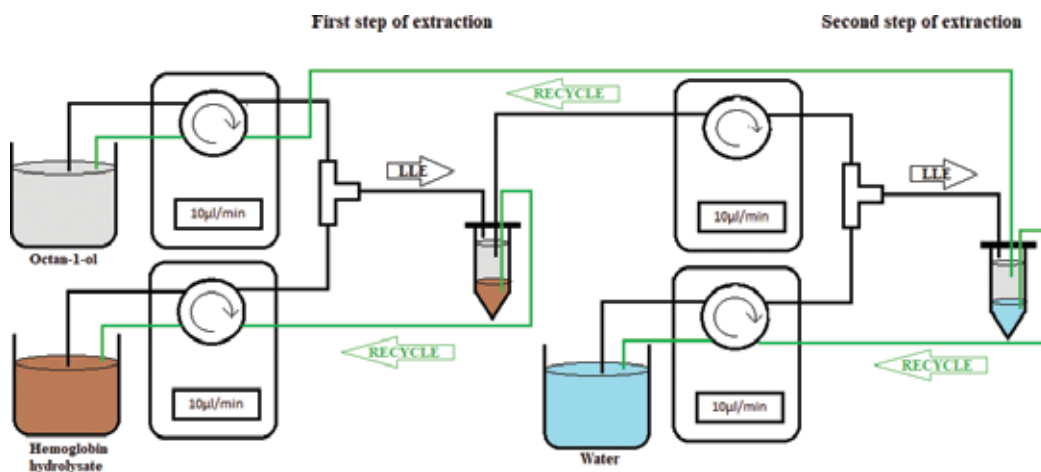 First step of extraction
Second step of extraction
RECYCLE
LLE
LLE
10µl/min
10µl/min
Octan-1-ol
RECYCLE
RECYCLE
10µl/min
10µl/min
Hemoglobin
hydrolysate
Water